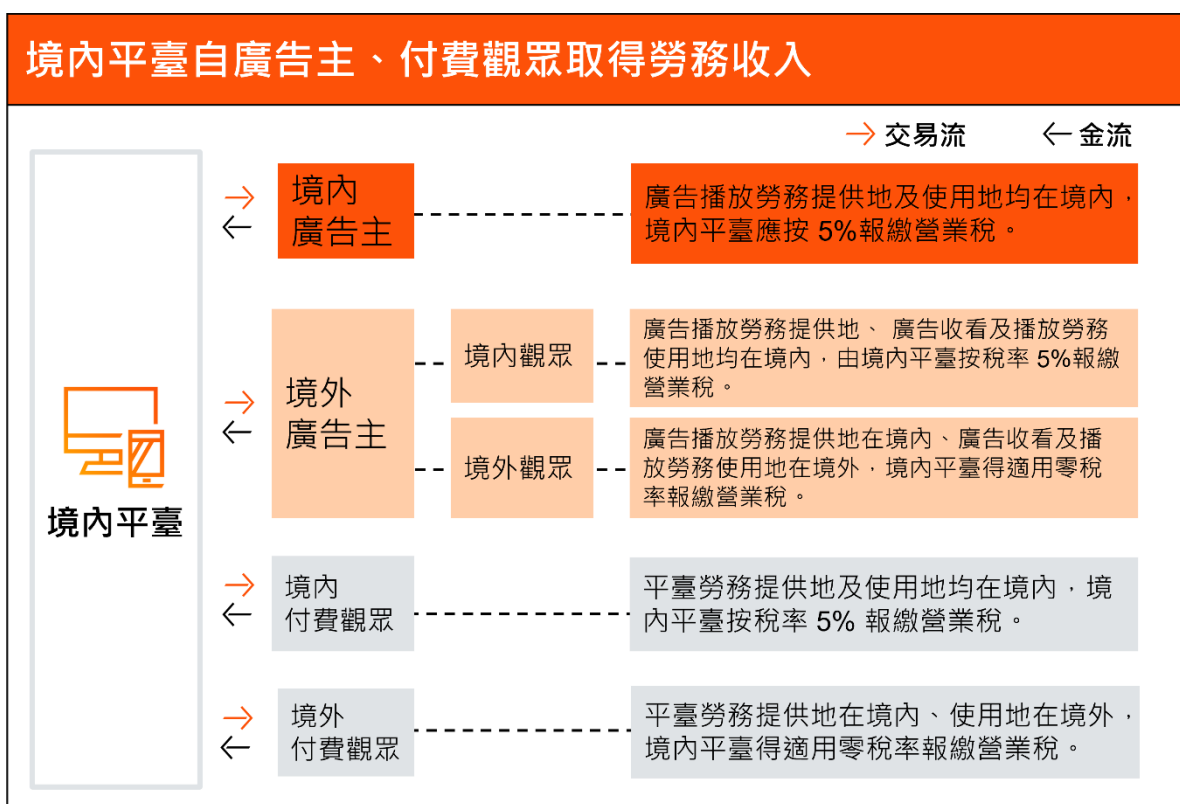 境內平臺自廣告主、付費觀眾取得勞務收入
→ 交易流 ← 金流
境內平臺
境內
廣告主
廣告播放勞務提供地及使用地均在境內，
境內平臺應按 5%報繳營業稅。
境外
廣告主
境內觀眾
廣告播放勞務提供地、 廣告收看及播放勞務
使用地均在境內，由境內平臺按稅率 5%報繳
營業稅。
境外觀眾
廣告播放勞務提供地在境內、廣告收看及播
放勞務使用地在境外，境內平臺得適用零稅
率報繳營業稅。
境內
付費觀眾
平臺勞務提供地及使用地均在境內，境
內平臺按稅率 5% 報繳營業稅。
境外
付費觀眾
平臺勞務提供地在境內、使用地在境外，
境內平臺得適用零稅率報繳營業稅。